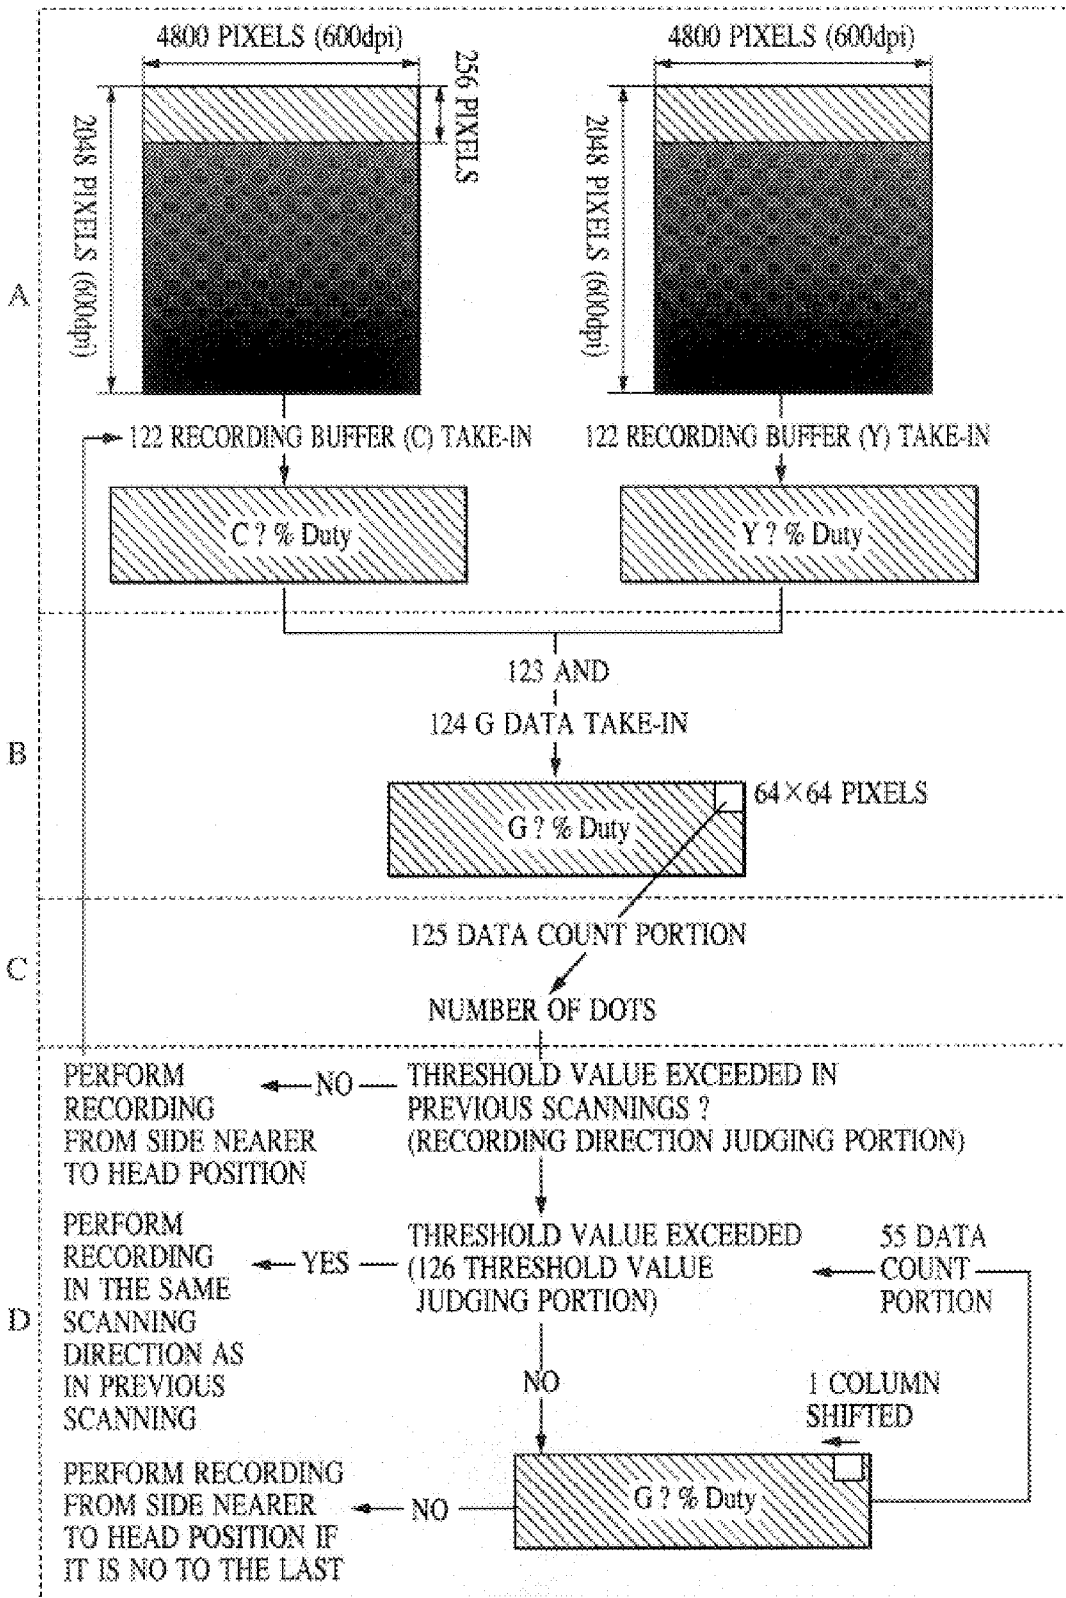 4800 PIXELS (600dpi)
4800 PIXELS (600dpi)
256 PIXELS
2048 PIXELS (600dpi)
2048 PIXELS (600dpi)
A
122 RECORDING BUFFER (C) TAKE-IN
122 RECORDING BUFFER (Y) TAKE-IN
C ? % Duty
Y ? % Duty
123 AND
124 G DATA TAKE-IN
B
64×64 PIXELS
G ? % Duty
125 DATA COUNT PORTION
C
NUMBER OF DOTS
PERFORM
RECORDING
FROM SIDE NEARER
TO HEAD POSITION
NO
THRESHOLD VALUE EXCEEDED IN
PREVIOUS SCANNINGS ?
(RECORDING DIRECTION JUDGING PORTION)
D
PERFORM
RECORDING
IN THE SAME
SCANNING
DIRECTION AS
IN PREVIOUS
SCANNING
YES
THRESHOLD VALUE EXCEEDED
(126 THRESHOLD VALUE
JUDGING PORTION)
55 DATA
COUNT
PORTION
NO
1 COLUMN
SHIFTED
PERFORM RECORDING
FROM SIDE NEARER
TO HEAD POSITION IF
IT IS NO TO THE LAST
NO
G ? % Duty